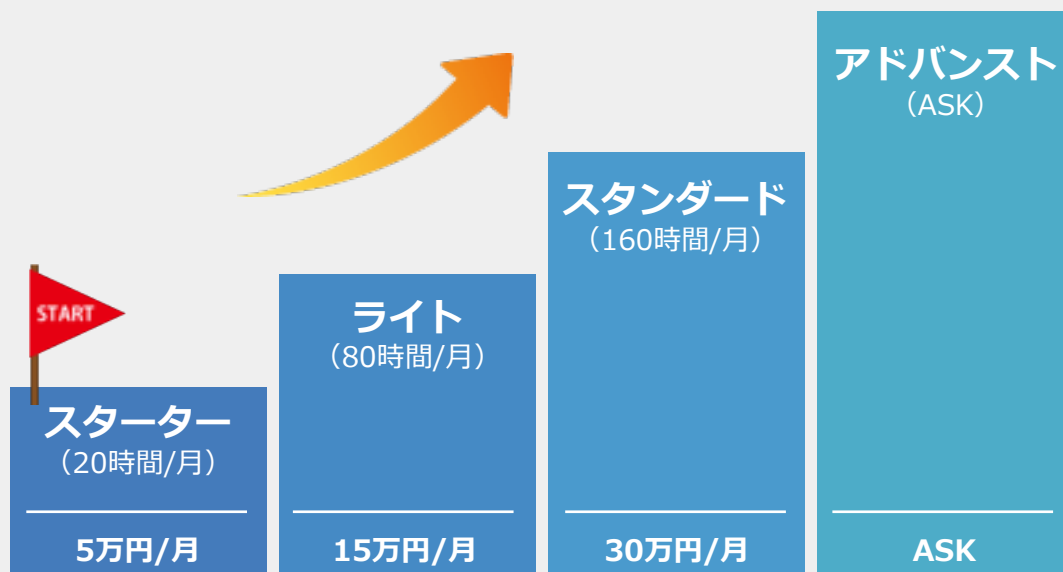 START
スターター
（20時間/月）
5万円/月
ライト
（80時間/月）
15万円/月
スタンダード
（160時間/月）
30万円/月
アドバンスト
（ASK）
ASK